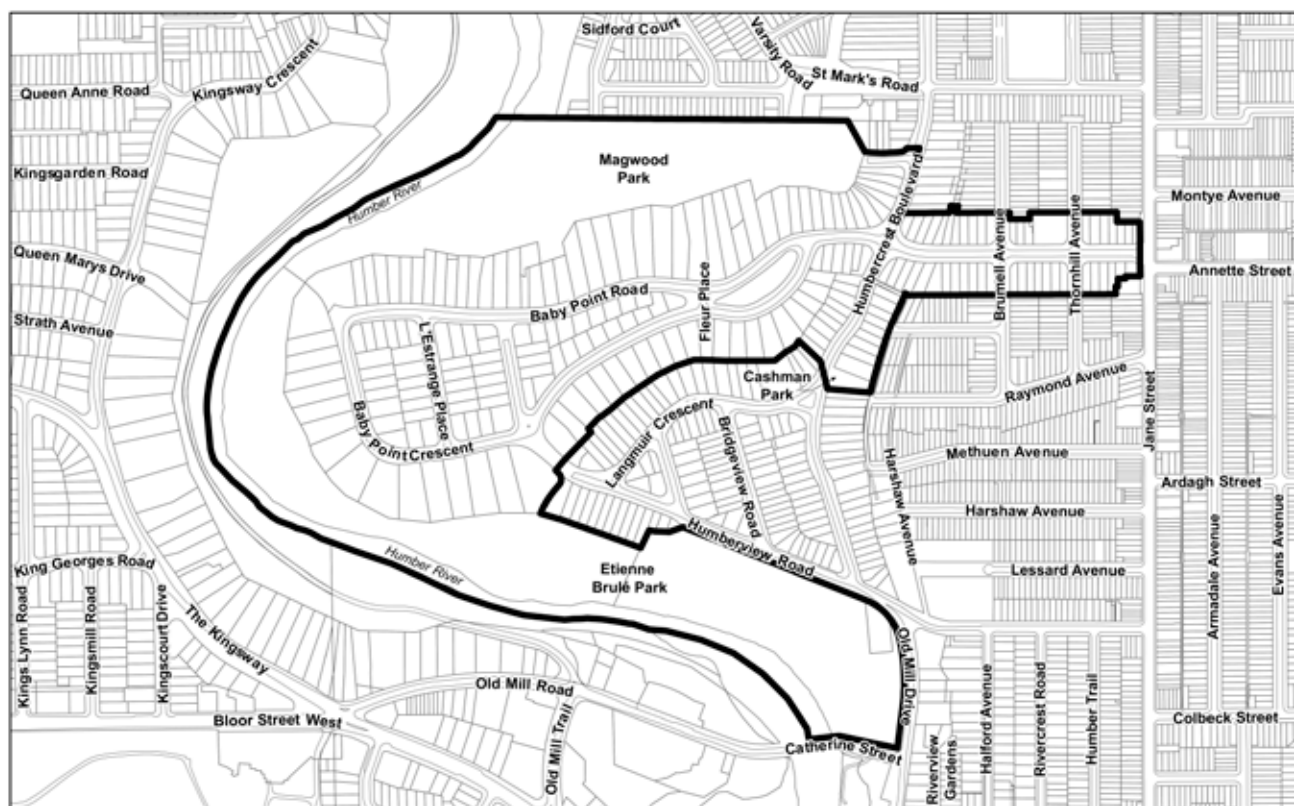 Sidford Court
Varsity Road
Kingsway Crescent
St Mark's Road
Queen Anne Road
Magwood
Park
Kingsgarden Road
Humber River
Montye Avenue
Humbercrest Boulevard
Brumell Avenue
Thornhill Avenue
Queen Marys Drive
Annette Street
Fleur Place
Baby Point Road
Strath Avenue
L'Estrange Place
Cashman
Park
Raymond Avenue
Jane Street
Baby Point Crescent
Langmuir Crescent
Bridgeview Road
Methuen Avenue
Harshaw Avenue
Ardagh Street
Harshaw Avenue
Humberview Road
Armadale Avenue
Evans Avenue
Humber River
Etienne
Brulé Park
Lessard Avenue
King Georges Road
Kings Lynn Road
Kingsmill Road
Kingscourt Drive
The Kingsway
Old Mill Road
Old Mill Drive
Halford Avenue
Rivercrest Road
Humber Trail
Bloor Street West
Colbeck Street
Old Mill Trail
Catherine Street
Riverview
Gardens